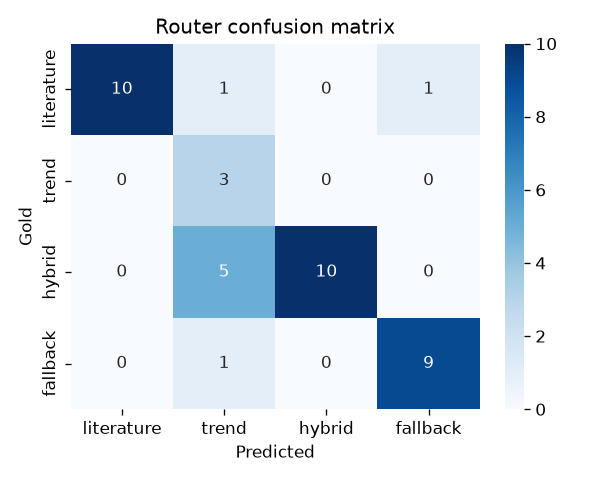 Router confusion matrix
Gold
literature
10 1 0 1
trend
0 3 0 0
hybrid
0 5 10 0
fallback
0 1 0 9
literature trend hybrid fallback
Predicted
10
8
6
4
2
0